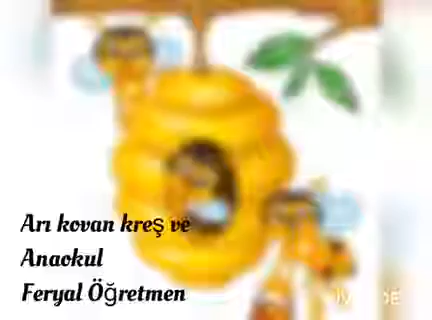 Arı kovan kreş ve
Anaokul
Feryal Öğretmen